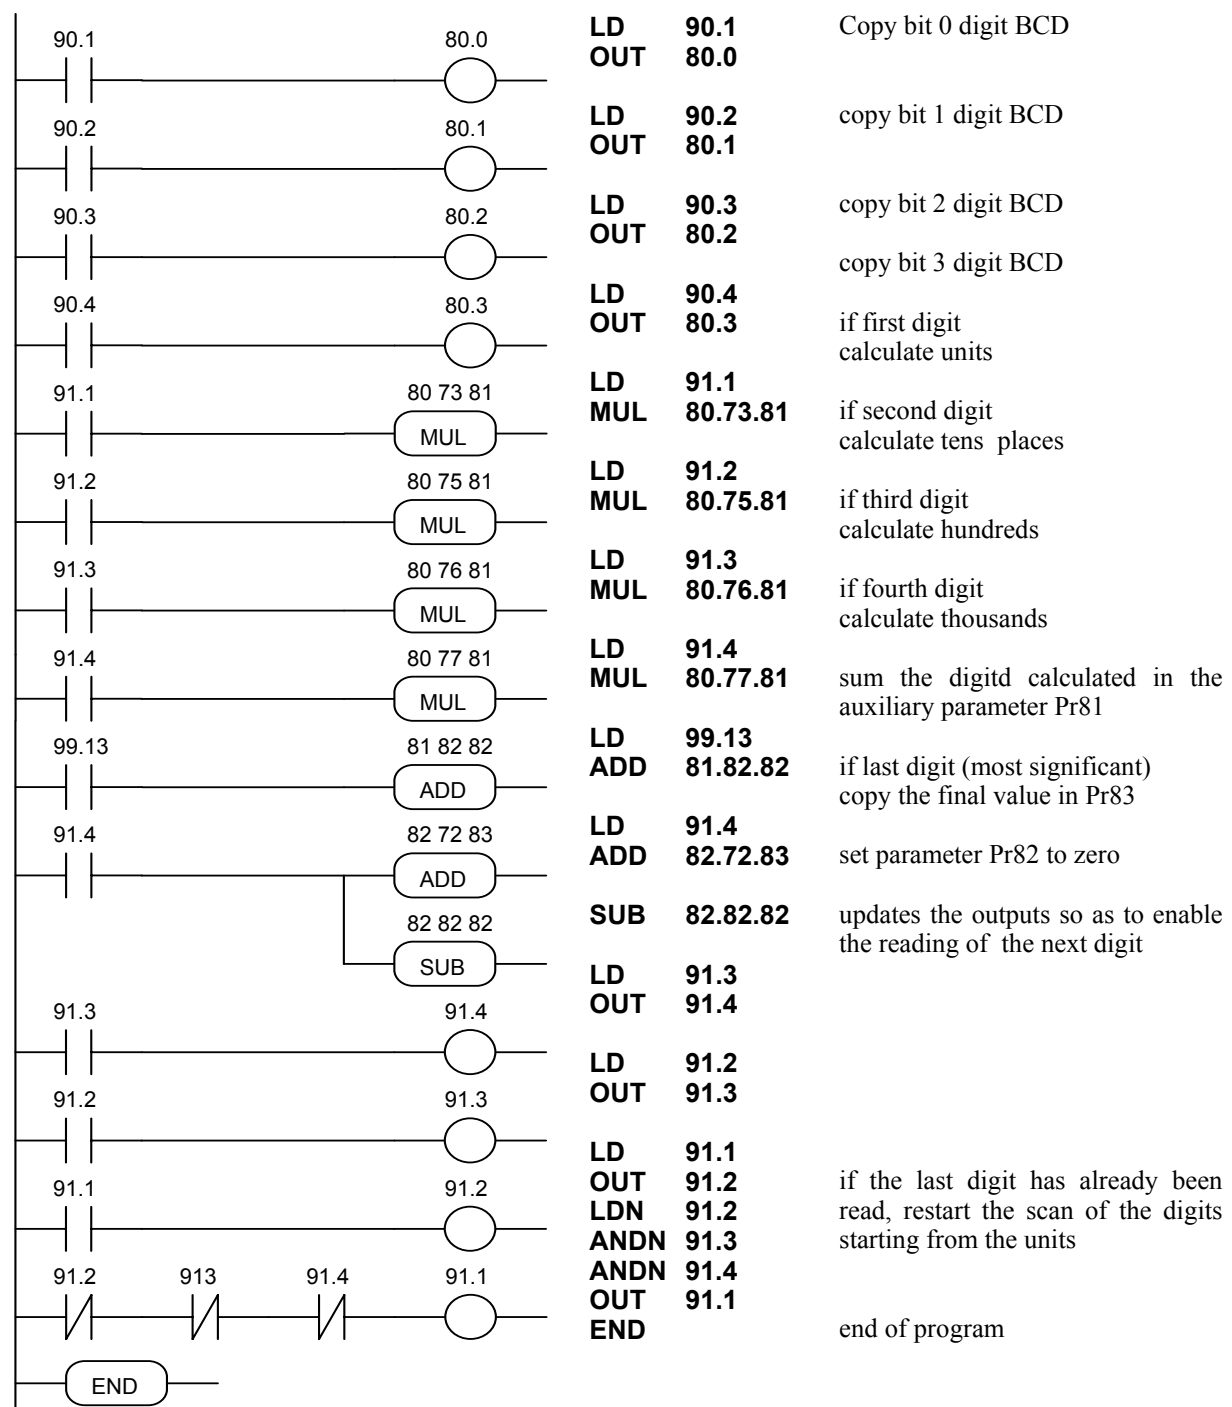 90.1 80.0
90.2 80.1
90.3 80.2
90.4 80.3
91.1 80 73 81
MUL
91.2 80 75 81
MUL
91.3 80 76 81
MUL
91.4 80 77 81
MUL
99.13 81 82 82
ADD
91.4 82 72 83
ADD
82 82 82
SUB
91.3 91.4
91.2 91.3
91.1 91.2
91.2 913 91.4 91.1
END
LD 90.1
OUT 80.0
LD 90.2
OUT 80.1
LD 90.3
OUT 80.2
LD 90.4
OUT 80.3
LD 91.1
MUL 80.73.81
LD 91.2
MUL 80.75.81
LD 91.3
MUL 80.76.81
LD 91.4
MUL 80.77.81
LD 99.13
ADD 81.82.82
LD 91.4
ADD 82.72.83
SUB 82.82.82
LD 91.3
OUT 91.4
LD 91.2
OUT 91.3
LD 91.1
OUT 91.2
LDN 91.2
ANDN 91.3
ANDN 91.4
OUT 91.1
END
Copy bit 0 digit BCD
copy bit 1 digit BCD
copy bit 2 digit BCD
copy bit 3 digit BCD
if first digit
calculate units
if second digit
calculate tens places
if third digit
calculate hundreds
if fourth digit
calculate thousands
sum the digitd calculated in the
auxiliary parameter Pr81
if last digit (most significant)
copy the final value in Pr83
set parameter Pr82 to zero
updates the outputs so as to enable
the reading of the next digit
if the last digit has already been
read, restart the scan of the digits
starting from the units
end of program